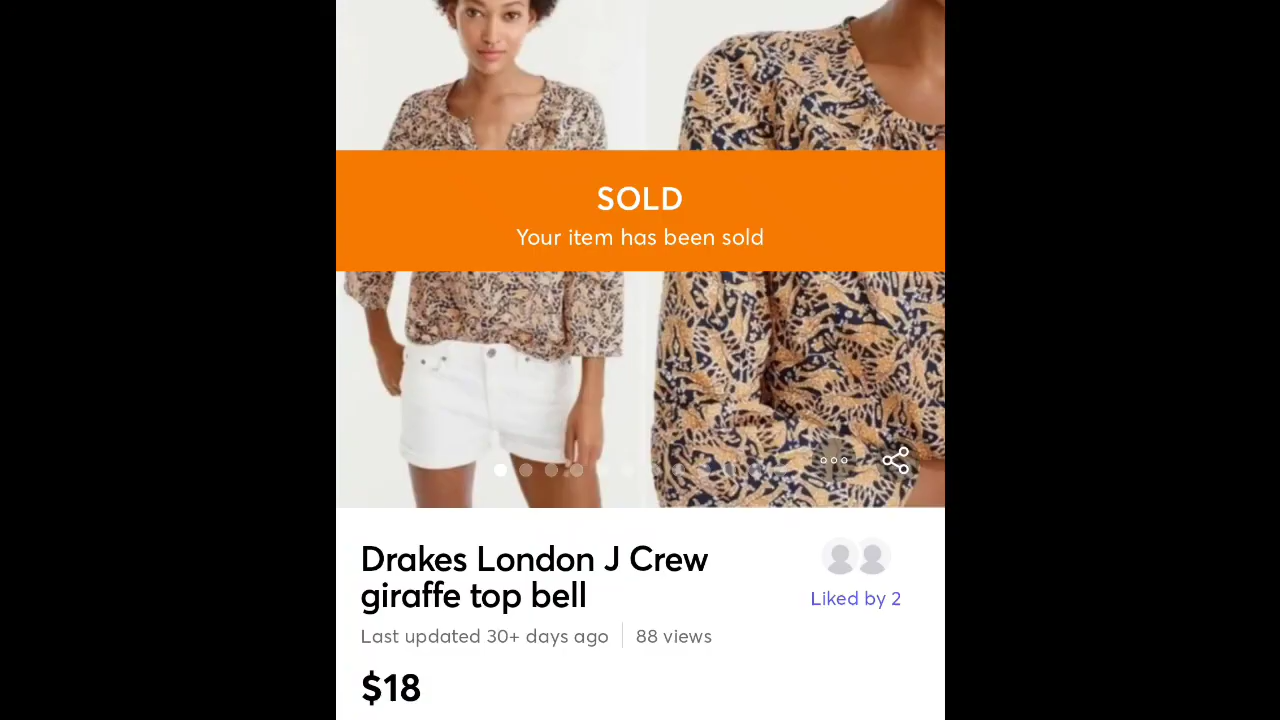 SOLD
Your item has been sold
Drakes London J Crew
giraffe top bell
Liked by 2
Last updated 30+ days ago
88 views
$18